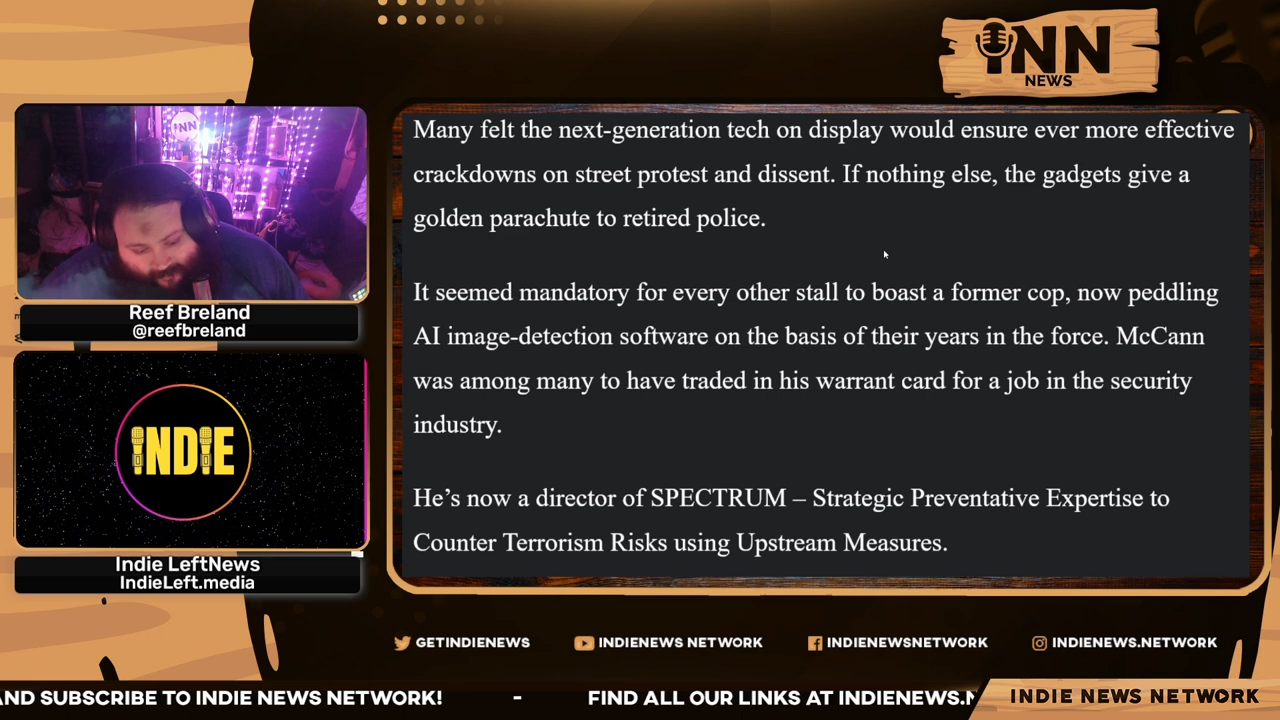 INN
NEWS
INN
Many felt the next-generation tech on display would ensure ever more effective
crackdowns on street protest and dissent. If nothing else, the gadgets give a
golden parachute to retired police.
It seemed mandatory for every other stall to boast a former cop, now peddling
AI image-detection software on the basis of their years in the force. McCann
was among many to have traded in his warrant card for a job in the security
industry.
He’s now a director of SPECTRUM – Strategic Preventative Expertise to
Counter Terrorism Risks using Upstream Measures.
Reef Breland
@reefbreland
INDIE
Indie LeftNews
IndieLeft.media
GETINDIENEWS
INDIENEWS NETWORK
INDIENEWSNETWORK
INDIENEWS.NETWORK
AND SUBSCRIBE TO INDIE NEWS NETWORK! - FIND ALL OUR LINKS AT INDIENEWS.N
INDIE NEWS NETWORK